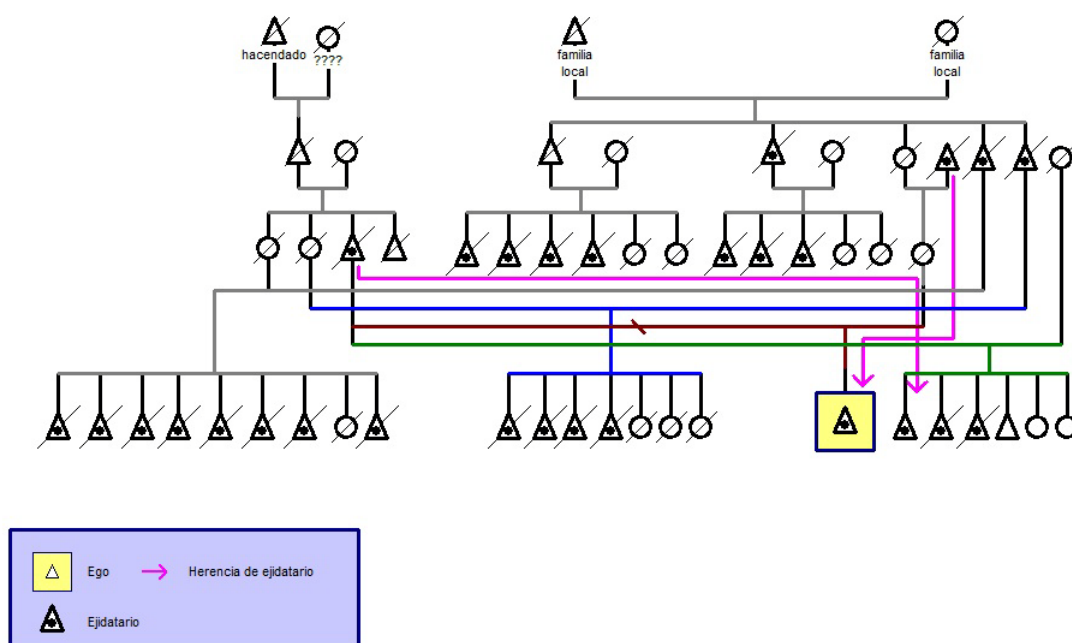 hacendado
????
familia
local
familia
local
Ego
Herencia de ejidatario
Ejidatario